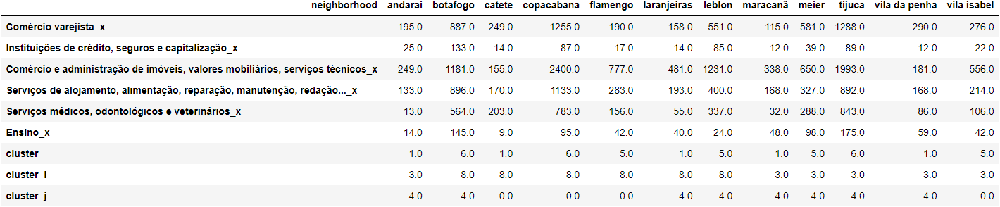 neighborhood andarai botafogo catete copacabana flamengo laranjeiras leblon maracanã meier tijuca vila da penha vila isabel
Comércio varejista_x 195.0 887.0 249.0 1255.0 190.0 158.0 551.0 115.0 581.0 1288.0 290.0 276.0
Instituições de crédito, seguros e capitalização_x 25.0 133.0 14.0 87.0 17.0 14.0 85.0 12.0 39.0 89.0 12.0 22.0
Comércio e administração de imóveis, valores mobiliários, serviços técnicos_x 249.0 1181.0 155.0 2400.0 777.0 481.0 1231.0 338.0 650.0 1993.0 181.0 556.0
Serviços de alojamento, alimentação, reparação, manutenção, redação..._x 133.0 896.0 170.0 1133.0 283.0 193.0 400.0 168.0 327.0 892.0 168.0 214.0
Serviços médicos, odontológicos e veterinários_x 13.0 564.0 203.0 783.0 156.0 55.0 337.0 32.0 288.0 843.0 86.0 106.0
Ensino_x 14.0 145.0 9.0 95.0 42.0 40.0 24.0 48.0 98.0 175.0 59.0 42.0
cluster 1.0 6.0 1.0 6.0 5.0 1.0 5.0 1.0 5.0 6.0 1.0 5.0
cluster_i 3.0 8.0 8.0 8.0 8.0 8.0 8.0 3.0 3.0 3.0 3.0 3.0
cluster_j 4.0 4.0 0.0 0.0 0.0 4.0 4.0 4.0 4.0 4.0 4.0 0.0